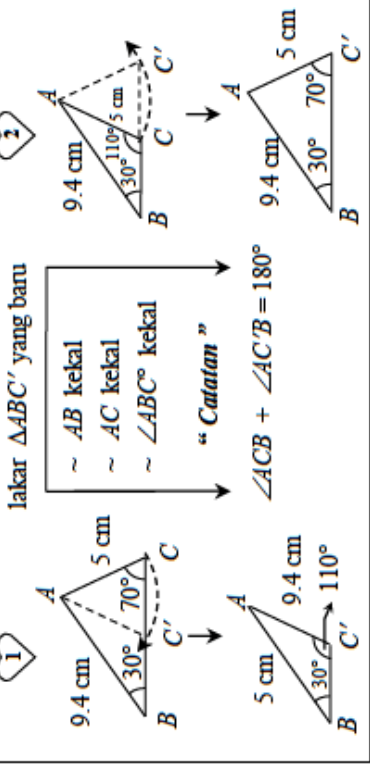 1
9.4 cm
A
5 cm
30°
70°
B
C'
C
5 cm
A
9.4 cm
30°
110°
B
C'
lakar ΔABC' yang baru
~ AB kekal
~ AC kekal
~ ∠ABC° kekal
“ Catatan ”
∠ACB + ∠AC'B = 180°
2
9.4 cm
A
110°
5 cm
30°
B
C
C'
9.4 cm
A
5 cm
30°
70°
B
C'